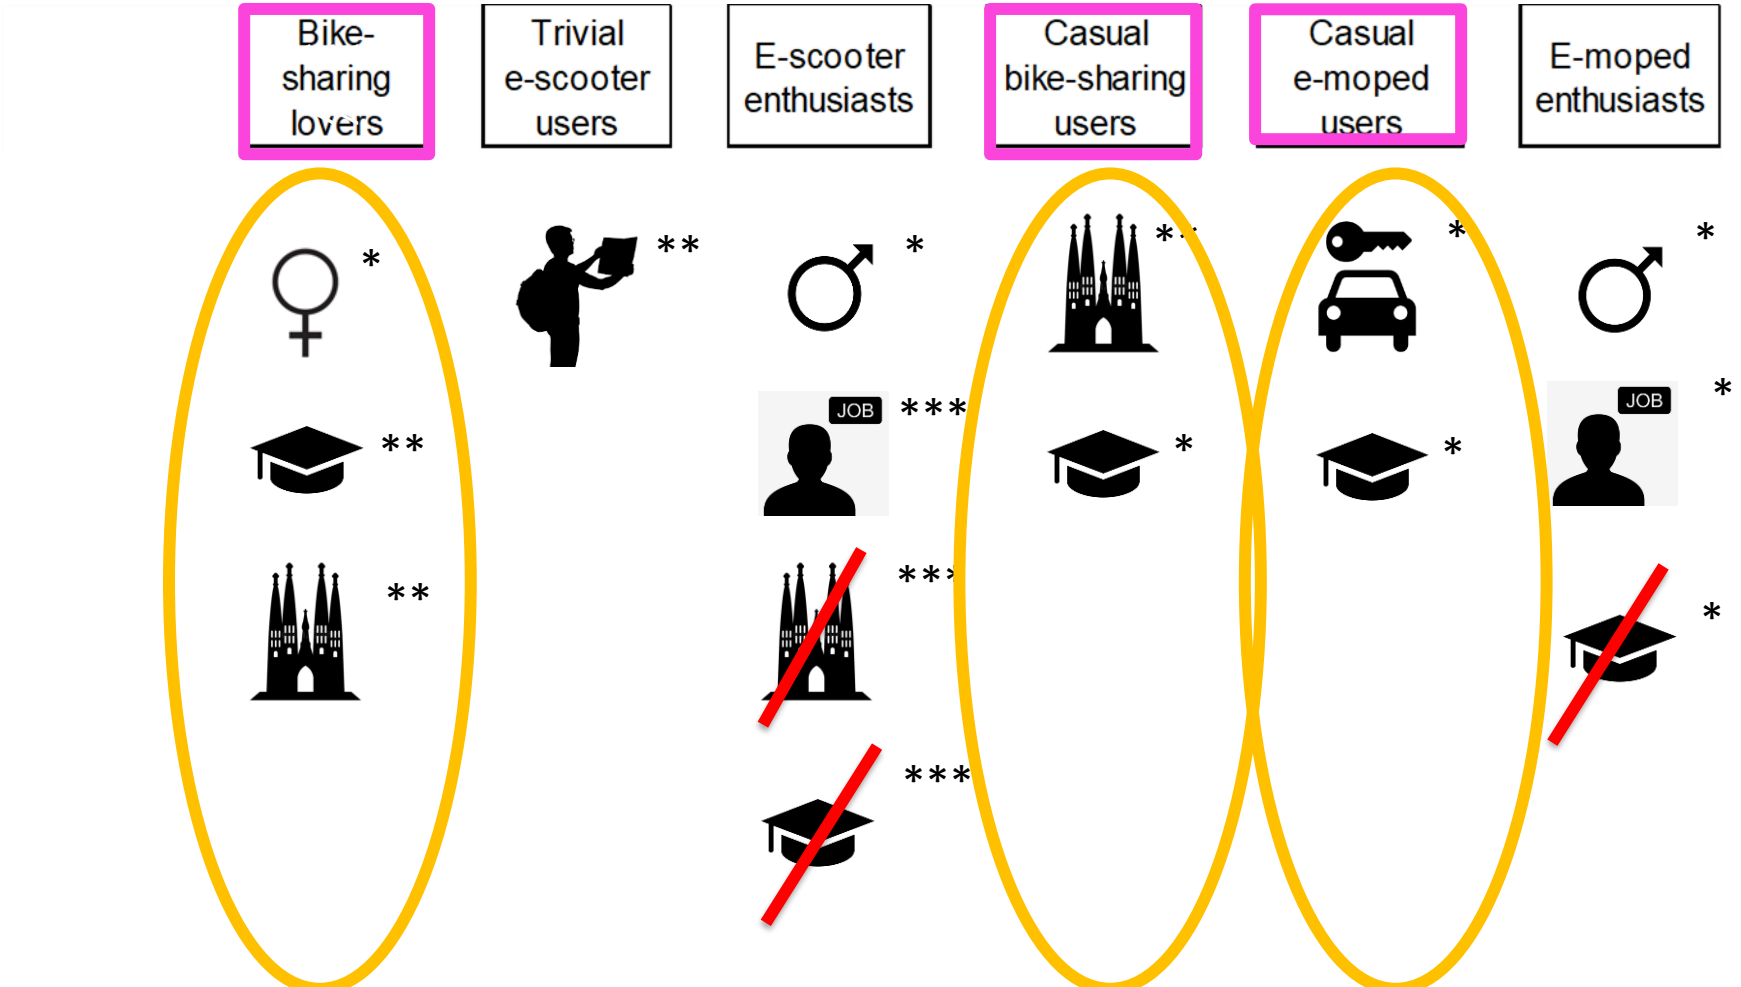 Bike-
sharing
lovers
Trivial
e-scooter
users
E-scooter
enthusiasts
Casual
bike-sharing
users
Casual
e-moped
users
E-moped
enthusiasts
*
**
*
**
*
*
JOB
***
JOB
*
**
*
*
**
***
*
***